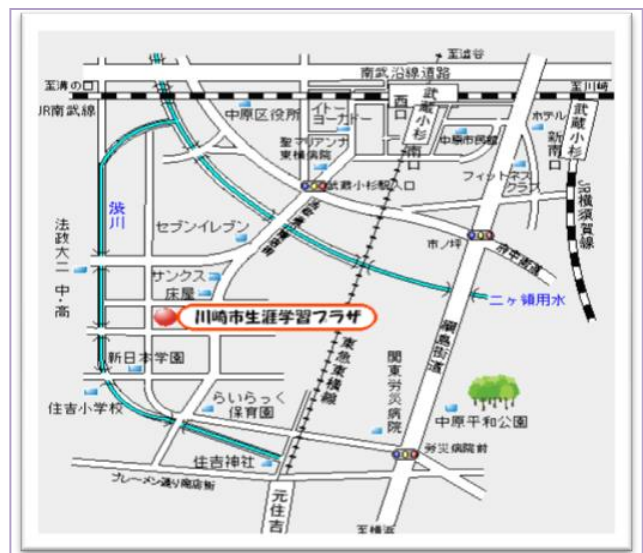 至渋谷
南武沿線道路
至溝の口
至川崎
JR南武線
中原区役所
イトー
ヨーカドー
西口
武蔵小杉
南口
聖マリアンナ
東横病院
中原市民館
ホテル
武蔵小杉
新南口
フィットネス
クラブ
武蔵小杉駅入口
JR横須賀線
渋川
法政大二 中・高
セブンイレブン
市ノ坪
府中街道
サンクス
床屋
二ヶ領用水
川崎市生涯学習プラザ
綱島街道
東急東横線
新日本学園
関東労災病院
住吉小学校
らいらっく
保育園
中原平和公園
住吉神社
労災病院前
ブレーメン通り商店街
元住吉
至横浜